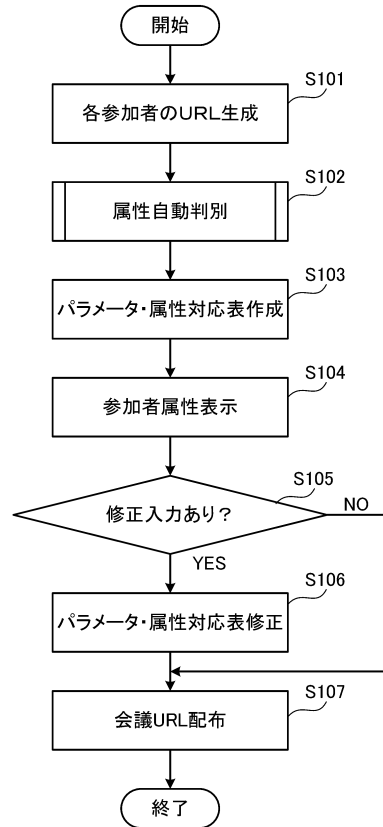 開始
S101
各参加者のURL生成
S102
属性自動判別
S103
パラメータ・属性対応表作成
S104
参加者属性表示
S105
修正入力あり？
NO
YES
S106
パラメータ・属性対応表修正
S107
会議URL配布
終了